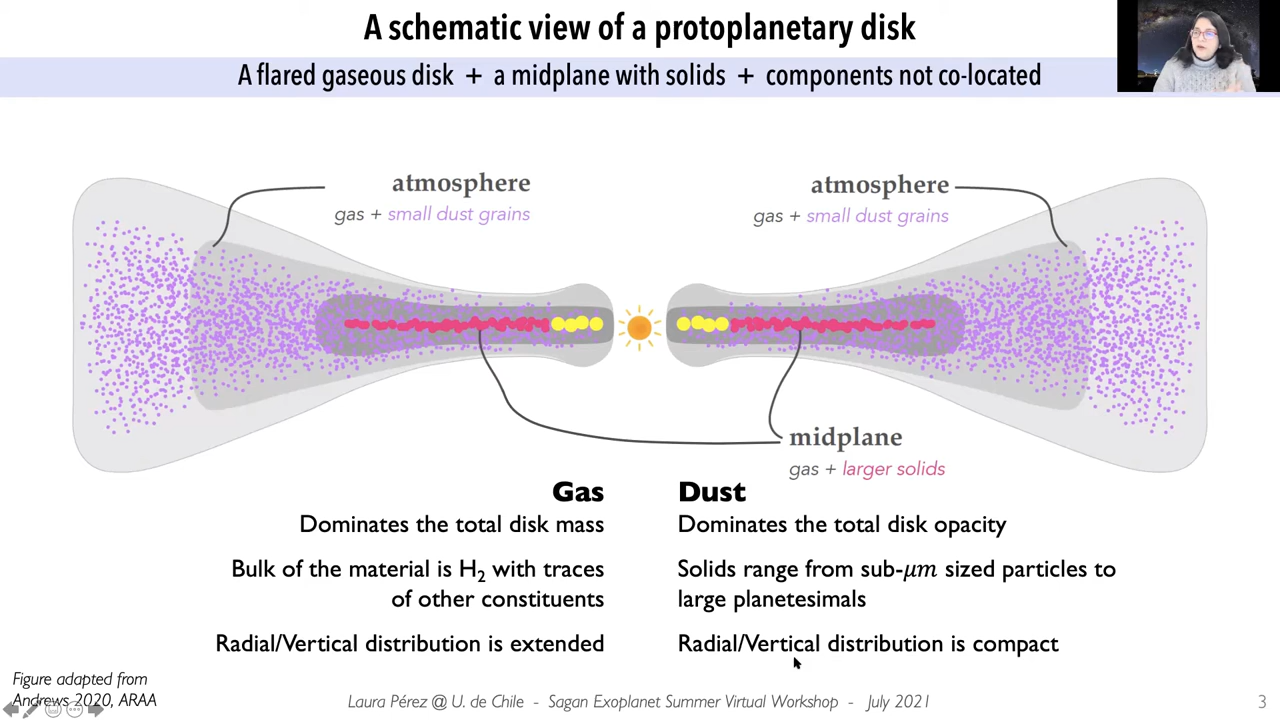 A schematic view of a protoplanetary disk
A flared gaseous disk + a midplane with solids + components not co-located
atmosphere
gas + small dust grains
atmosphere
gas + small dust grains
midplane
gas + larger solids
Gas
Dominates the total disk mass
Bulk of the material is H₂ with traces
of other constituents
Radial/Vertical distribution is extended
Dust
Dominates the total disk opacity
Solids range from sub-μm sized particles to
large planetesimals
Radial/Vertical distribution is compact
Figure adapted from
Andrews 2020, ARAA
Laura Pérez @ U. de Chile - Sagan Exoplanet Summer Virtual Workshop - July 2021
3